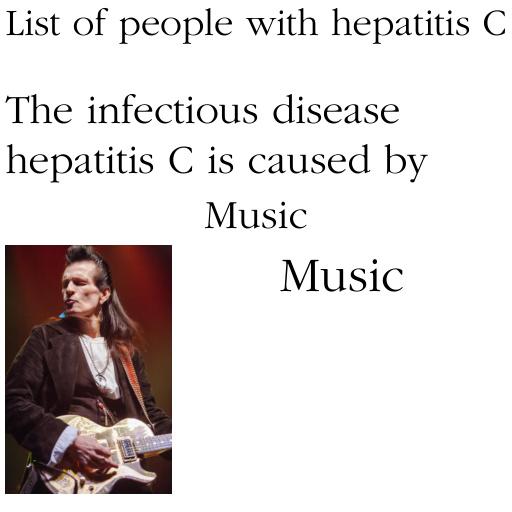 List of people with hepatitis C
The infectious disease
hepatitis C is caused by
Music
Music